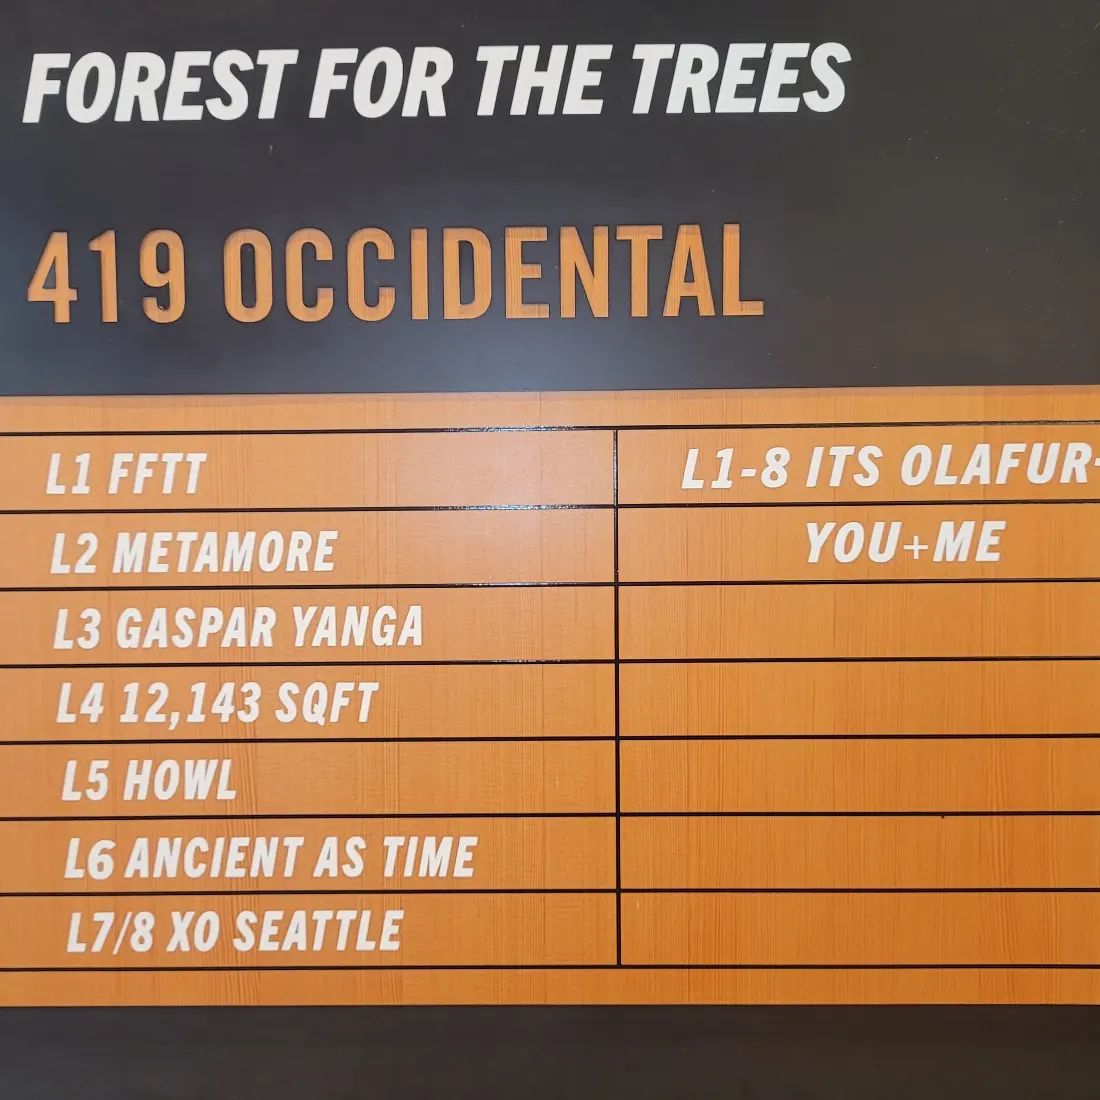 FOREST FOR THE TREES
419 OCCIDENTAL
L1 FFTT
L2 METAMORE
L3 GASPAR YANGA
L4 12,143 SQFT
L5 HOWL
L6 ANCIENT AS TIME
L7/8 XO SEATTLE
L1-8 ITS OLAFUR-
YOU+ME